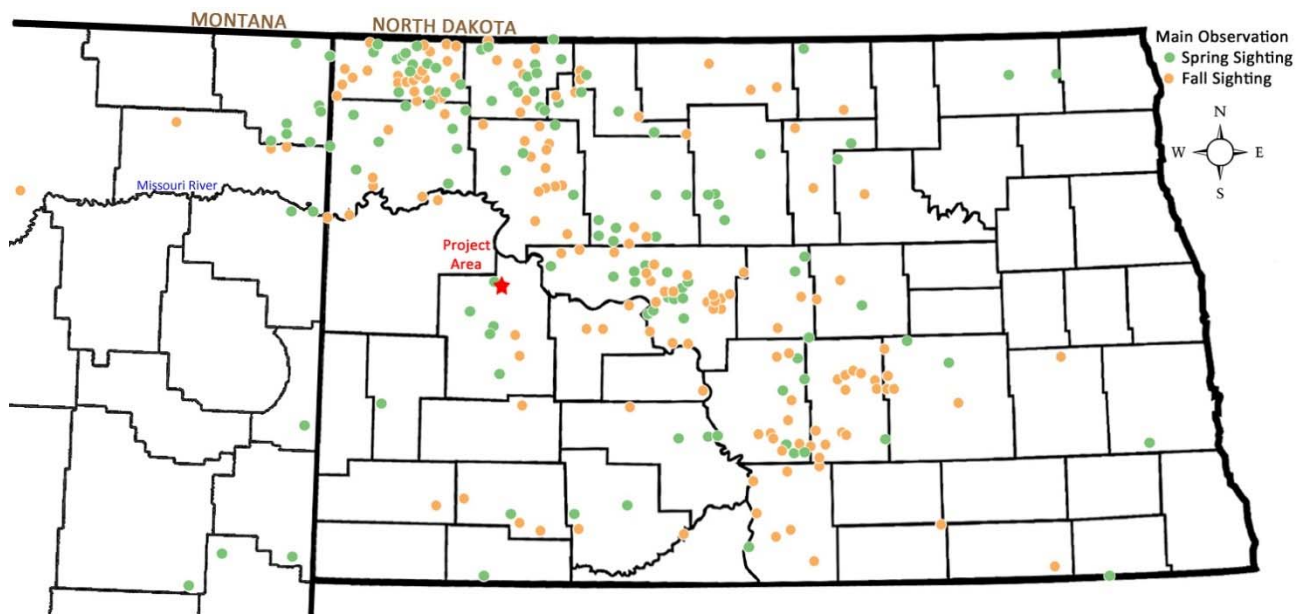 MONTANA
NORTH DAKOTA
Main Observation
Spring Sighting
Fall Sighting
N
W
E
S
Missouri River
Project
Area